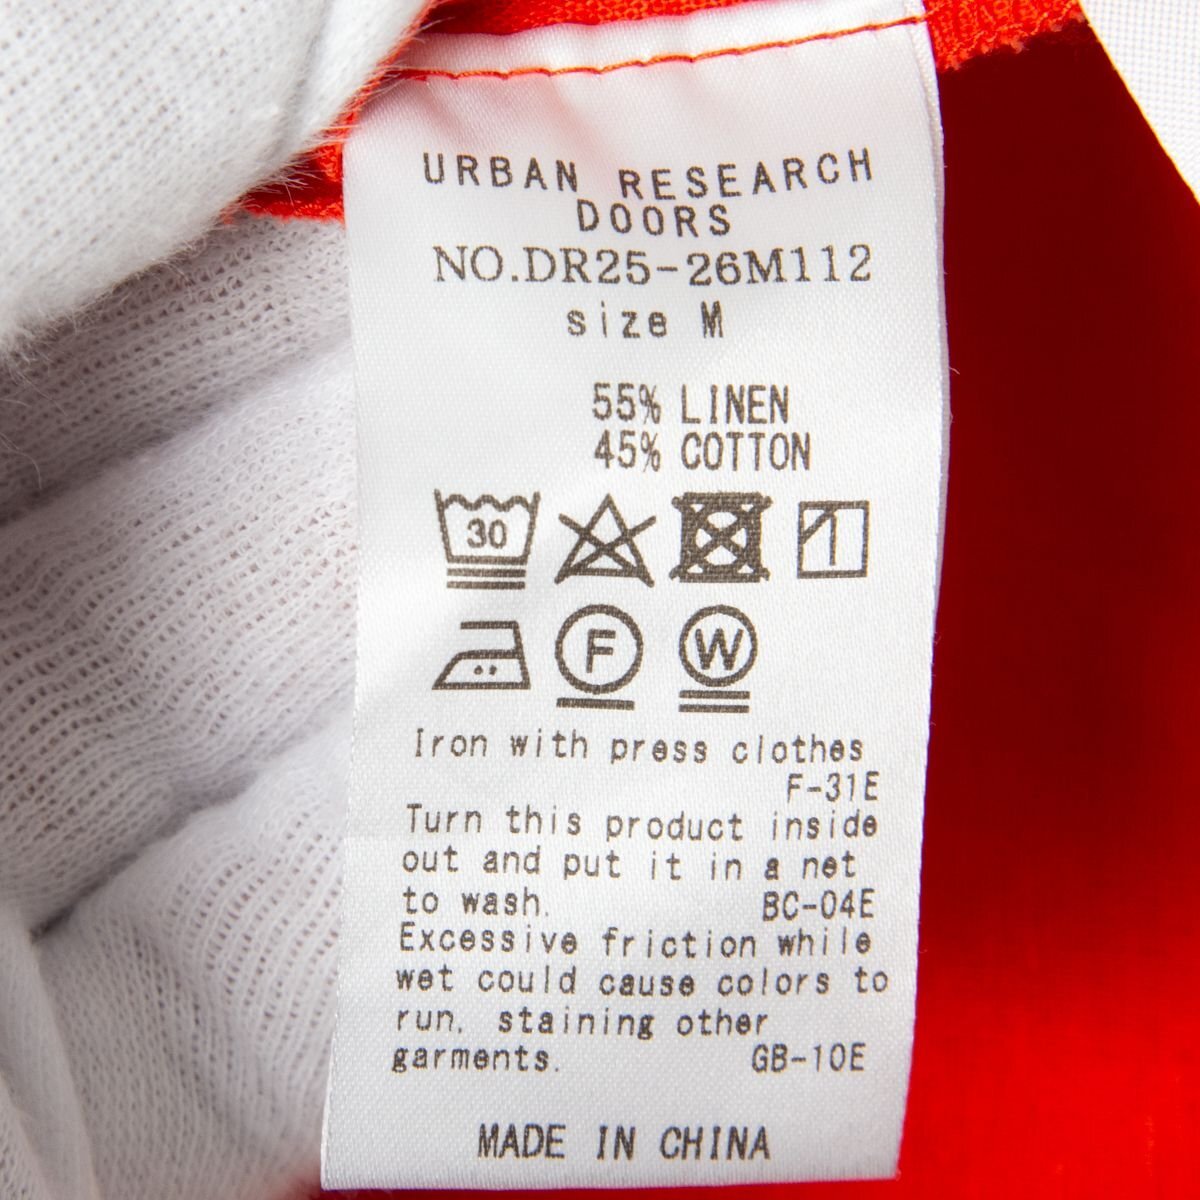 URBAN RESEARCH
DOORS
NO.DR25-26M112
size M
55% LINEN
45% COTTON
30
F
W
Iron with press clothes
F-31E
Turn this product inside
out and put it in a net
to wash. BC-04E
Excessive friction while
wet could cause colors to
run. staining other
garments. GB-10E
MADE IN CHINA